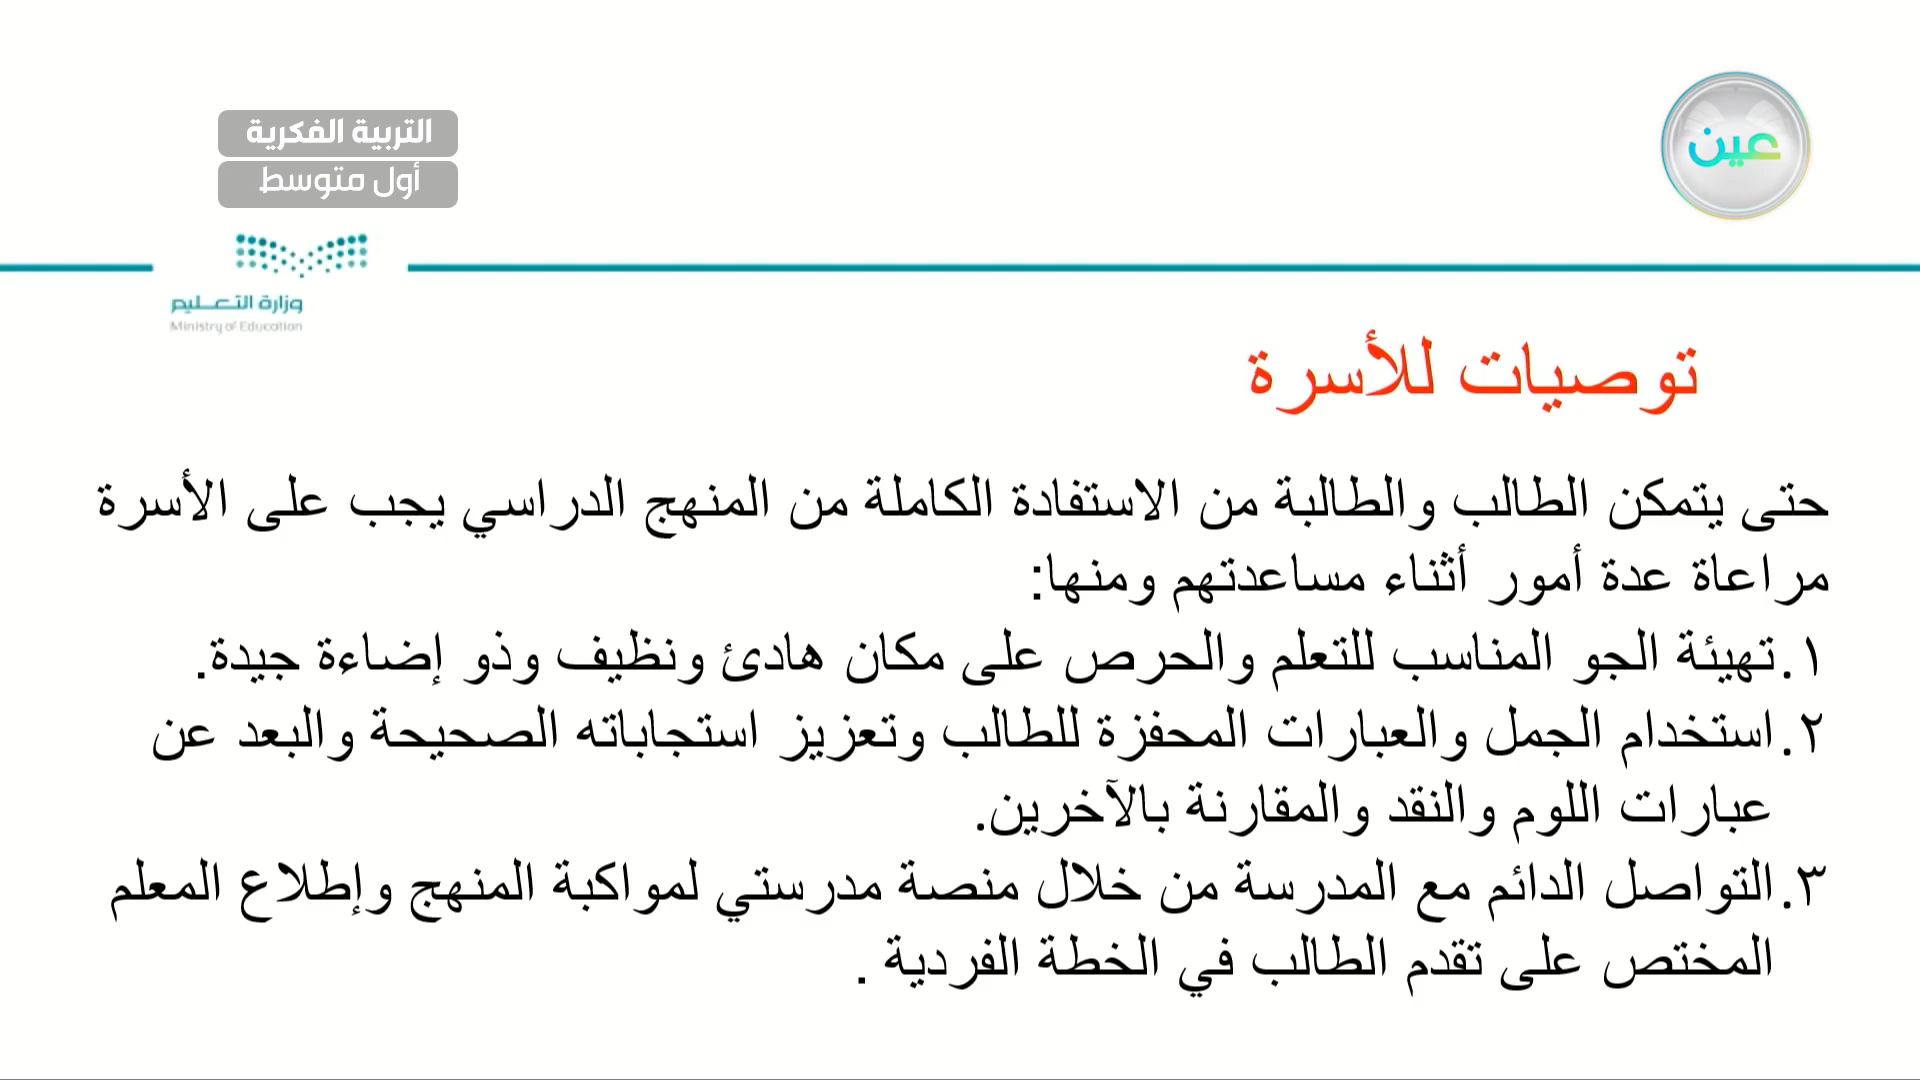 عين
التربية الفكرية
أول متوسط
وزارة التعليم
Ministry of Education
توصيات للأسرة
حتى يتمكن الطالب والطالبة من الاستفادة الكاملة من المنهج الدراسي يجب على الأسرة
مراعاة عدة أمور أثناء مساعدتهم ومنها:
١. تهيئة الجو المناسب للتعلم والحرص على مكان هادئ ونظيف وذو إضاءة جيدة.
٢. استخدام الجمل والعبارات المحفزة للطالب وتعزيز استجاباته الصحيحة والبعد عن
عبارات اللوم والنقد والمقارنة بالآخرين.
٣. التواصل الدائم مع المدرسة من خلال منصة مدرستي لمواكبة المنهج وإطلاع المعلم
المختص على تقدم الطالب في الخطة الفردية .